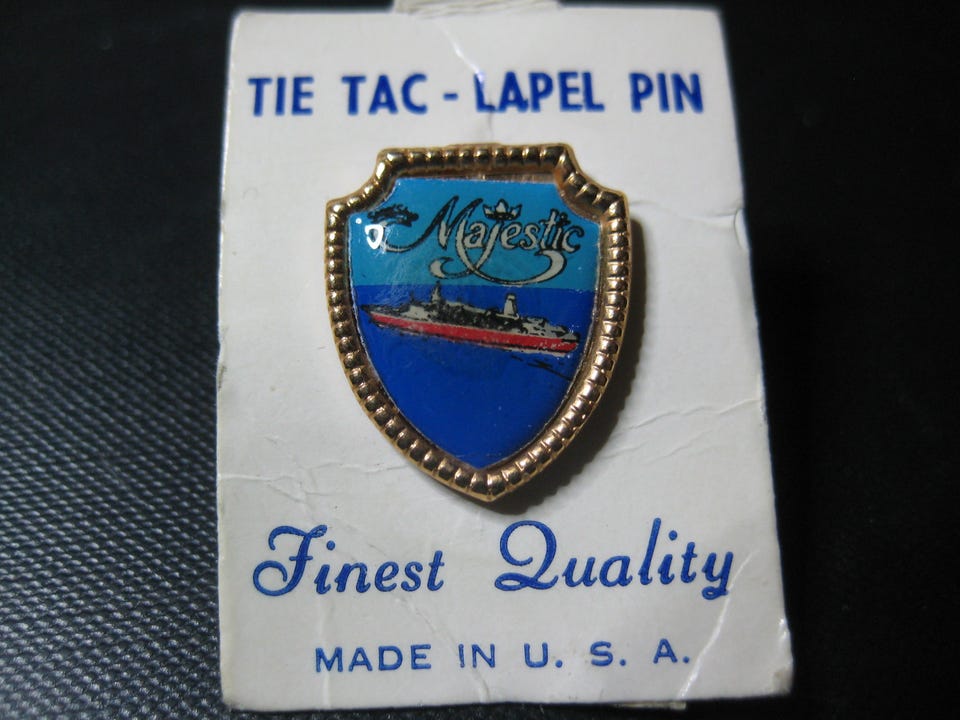 TIE TAC - LAPEL PIN
Majestic
Finest Quality
MADE IN U. S. A.